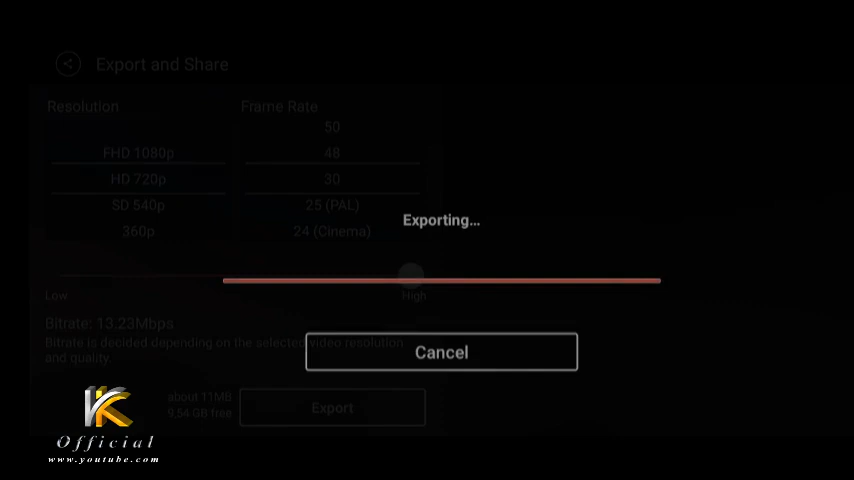 Export and Share
Resolution
Frame Rate
50
FHD 1080p
48
HD 720p
30
SD 540p
25 (PAL)
360p
24 (Cinema)
Exporting...
Low
High
Bitrate: 13.23Mbps
Bitrate is decided depending on the selected video resolution
and quality.
Cancel
about 11MB
9,54 GB free
Export
K
Official
www.youtube.com